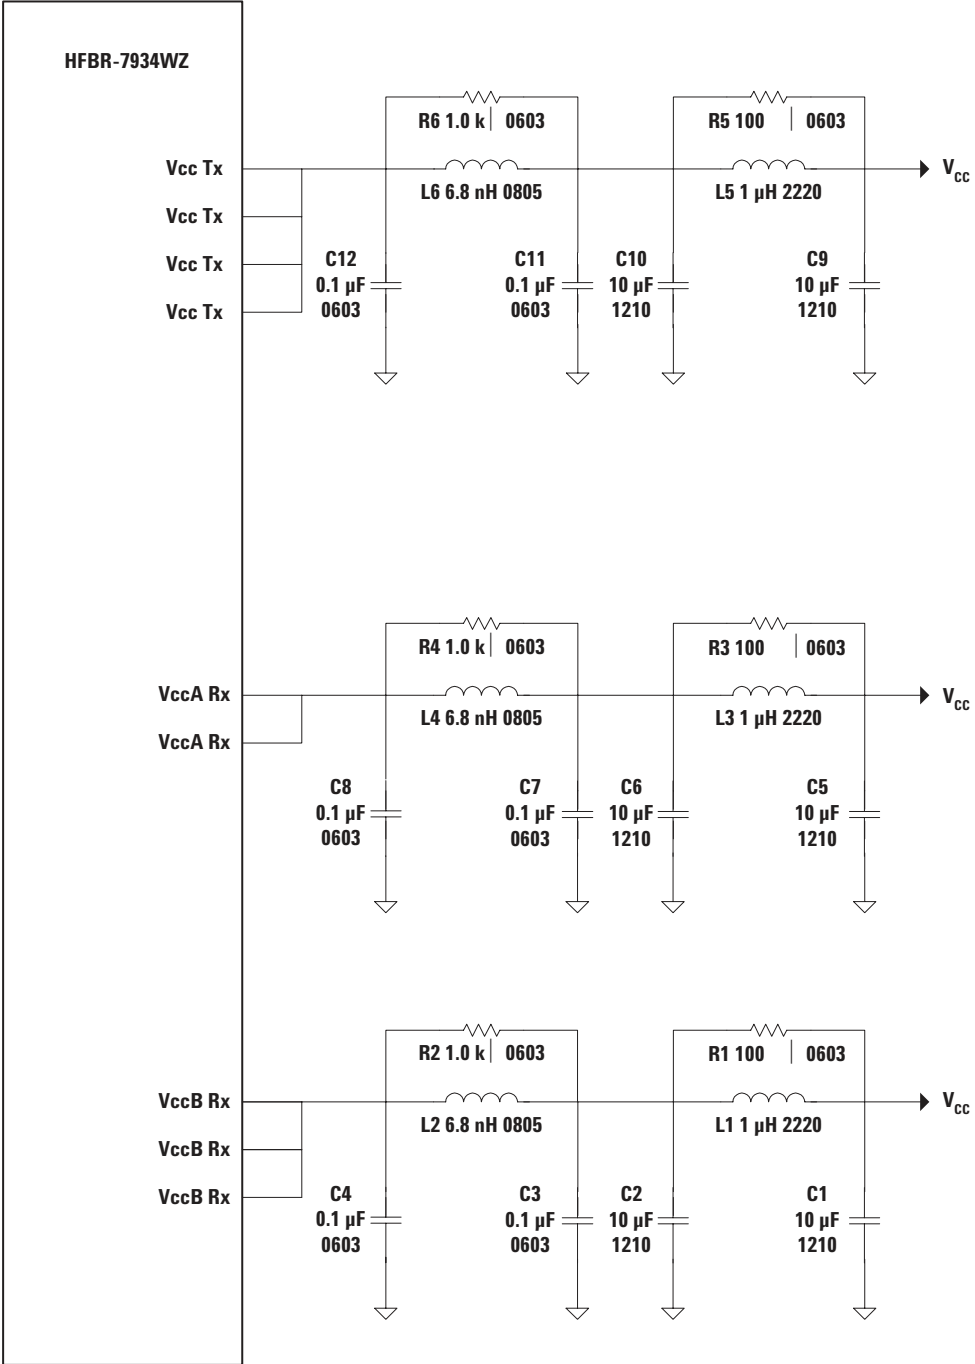 HFBR-7934WZ
R6 1.0 k | 0603
R5 100 | 0603
Vcc Tx
L6 6.8 nH 0805
L5 1 µH 2220
Vcc
Vcc Tx
Vcc Tx
Vcc Tx
C12
0.1 µF
0603
C11
0.1 µF
0603
C10
10 µF
1210
C9
10 µF
1210
R4 1.0 k | 0603
R3 100 | 0603
VccA Rx
L4 6.8 nH 0805
L3 1 µH 2220
Vcc
VccA Rx
C8
0.1 µF
0603
C7
0.1 µF
0603
C6
10 µF
1210
C5
10 µF
1210
R2 1.0 k | 0603
R1 100 | 0603
VccB Rx
L2 6.8 nH 0805
L1 1 µH 2220
Vcc
VccB Rx
VccB Rx
C4
0.1 µF
0603
C3
0.1 µF
0603
C2
10 µF
1210
C1
10 µF
1210